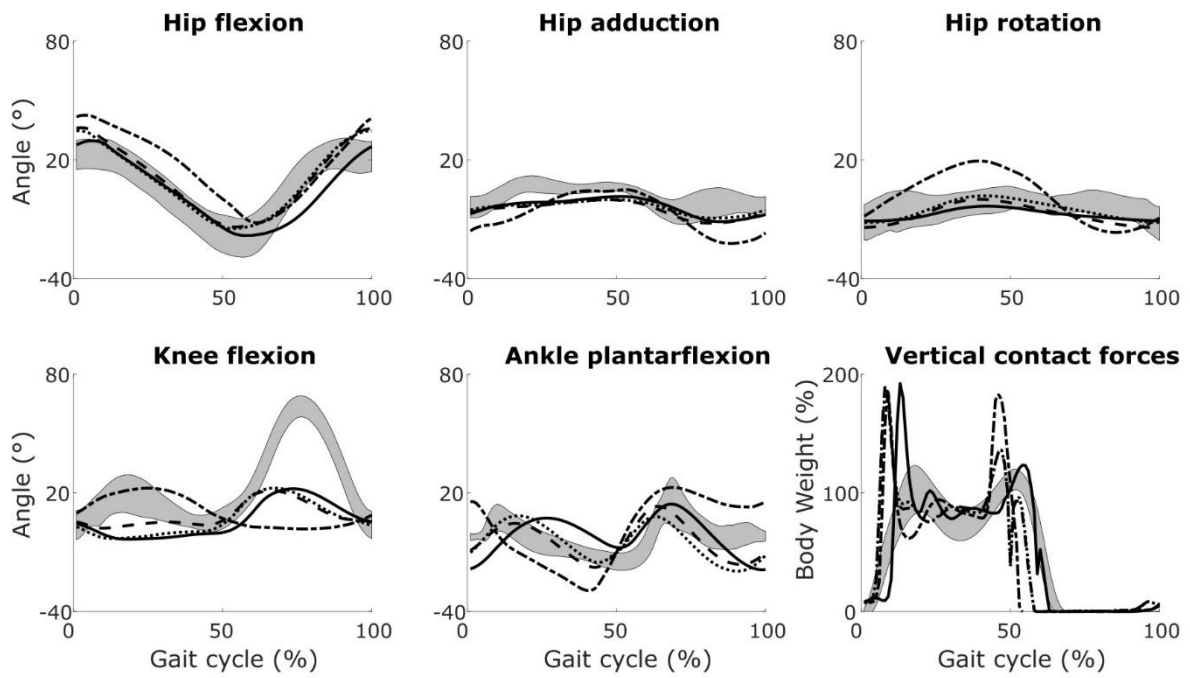 Hip flexion
Hip adduction
Hip rotation
80
20
-40
Angle (°)
0 50 100
0 50 100
0 50 100
80
20
-40
80
20
-40
Knee flexion
Ankle plantarflexion
Vertical contact forces
80
20
-40
Angle (°)
80
20
-40
200
100
0
Body Weight (%)
0 50 100
0 50 100
0 50 100
Gait cycle (%)
Gait cycle (%)
Gait cycle (%)